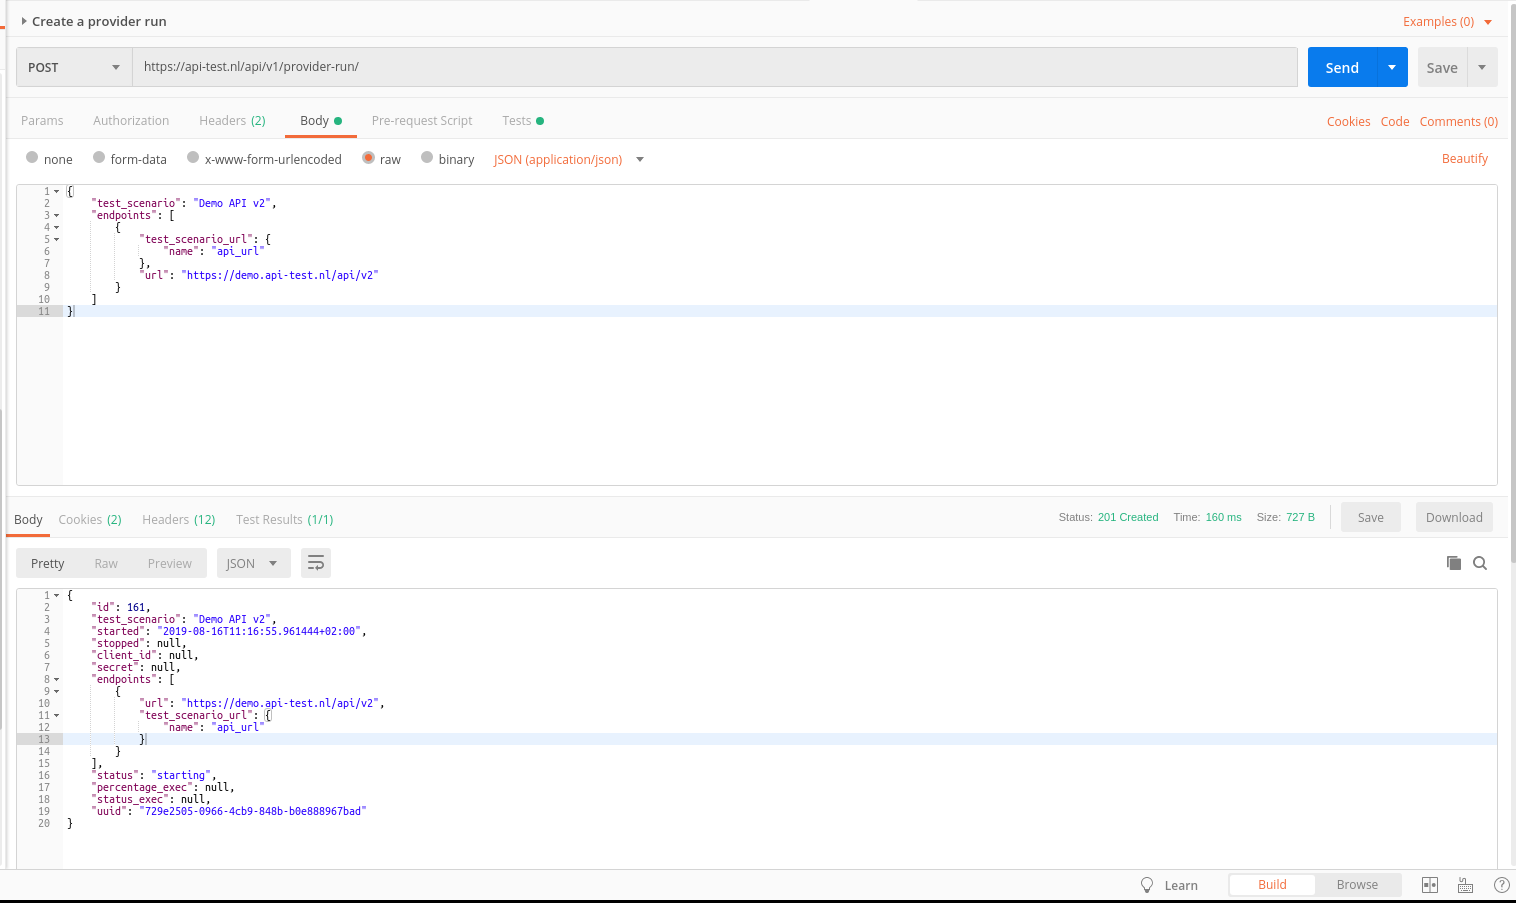 Create a provider run Examples (0)
POST https://api-test.nl/api/v1/provider-run/ Send Save
Params Authorization Headers (2) Body Pre-request Script Tests Cookies Code Comments (0)
none form-data x-www-form-urlencoded raw binary JSON (application/json) Beautify
1 {
2 "test_scenario": "Demo API v2",
3 "endpoints": [
4 {
5 "test_scenario_url": {
6 "name": "api_url"
7 },
8 "url": "https://demo.api-test.nl/api/v2"
9 }
10 ]
11 }
Body Cookies (2) Headers (12) Test Results (1/1) Status: 201 Created Time: 160 ms Size: 727 B Save Download
Pretty Raw Preview JSON
1 {
2 "id": 161,
3 "test_scenario": "Demo API v2",
4 "started": "2019-08-16T11:16:55.961444+02:00",
5 "stopped": null,
6 "client_id": null,
7 "secret": null,
8 "endpoints": [
9 {
10 "url": "https://demo.api-test.nl/api/v2",
11 "test_scenario_url": {
12 "name": "api_url"
13 }
14 }
15 ],
16 "status": "starting",
17 "percentage_exec": null,
18 "status_exec": null,
19 "uuid": "729e2505-0966-4cb9-848b-b0e888967bad"
20 }
Learn Build Browse ?